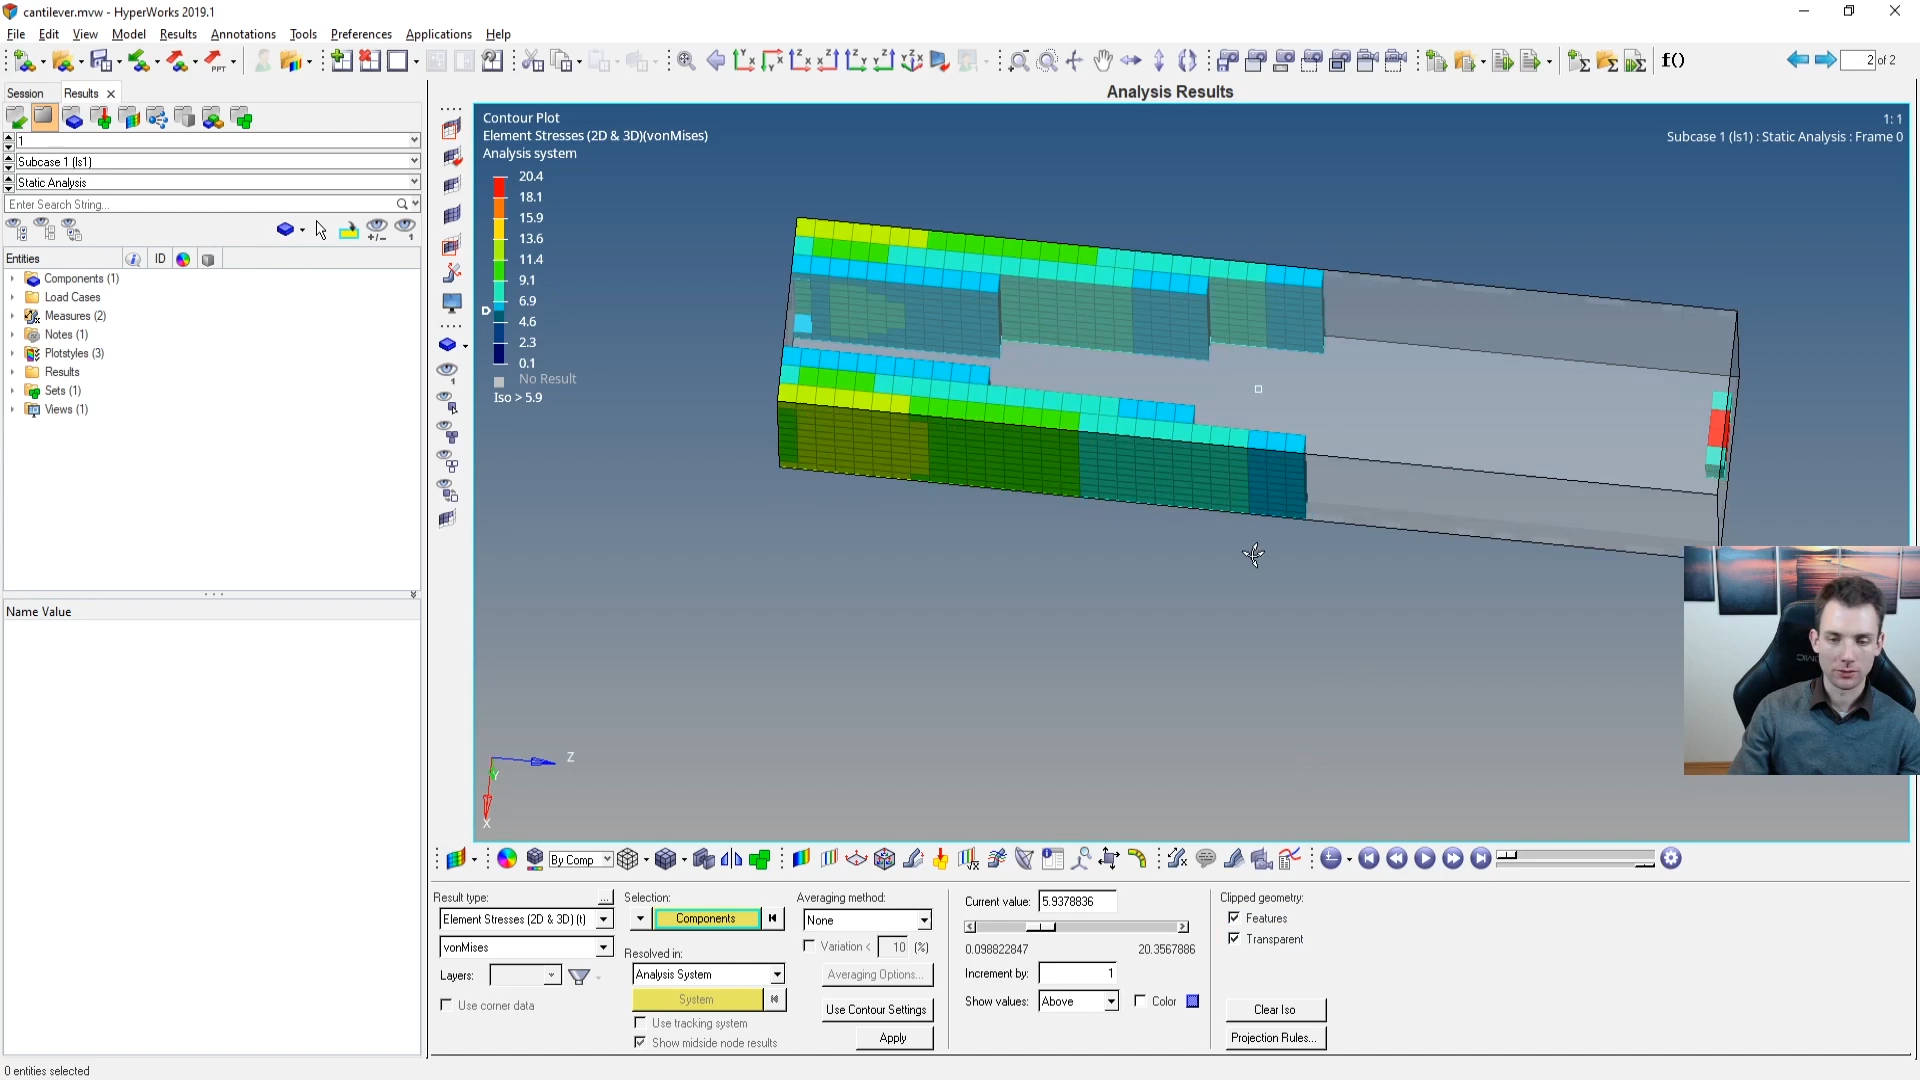 cantilever.mvw - HyperWorks 2019.1
File Edit View Model Results Annotations Tools Preferences Applications Help
PPT
f()
2 of 2
Session Results
Analysis Results
1
Subcase 1 (ls1)
Static Analysis
Enter Search String...
Entities ID
Components (1)
Load Cases
Measures (2)
Notes (1)
Plotstyles (3)
Results
Sets (1)
Views (1)
Name Value
Contour Plot
Element Stresses (2D & 3D)(vonMises)
Analysis system
20.4
18.1
15.9
13.6
11.4
9.1
6.9
4.6
2.3
0.1
No Result
Iso > 5.9
1: 1
Subcase 1 (ls1) : Static Analysis : Frame 0
Z
Y
X
By Comp
Result type:
Element Stresses (2D & 3D) (t)
vonMises
Layers:
Use corner data
Selection:
Components
Resolved in:
Analysis System
System
Use tracking system
Show midside node results
Averaging method:
None
Variation < 10 (%)
Averaging Options...
Use Contour Settings
Apply
Current value: 5.9378836
0.098822847 20.3567886
Increment by: 1
Show values: Above Color
Clipped geometry:
Features
Transparent
Clear Iso
Projection Rules...
0 entities selected